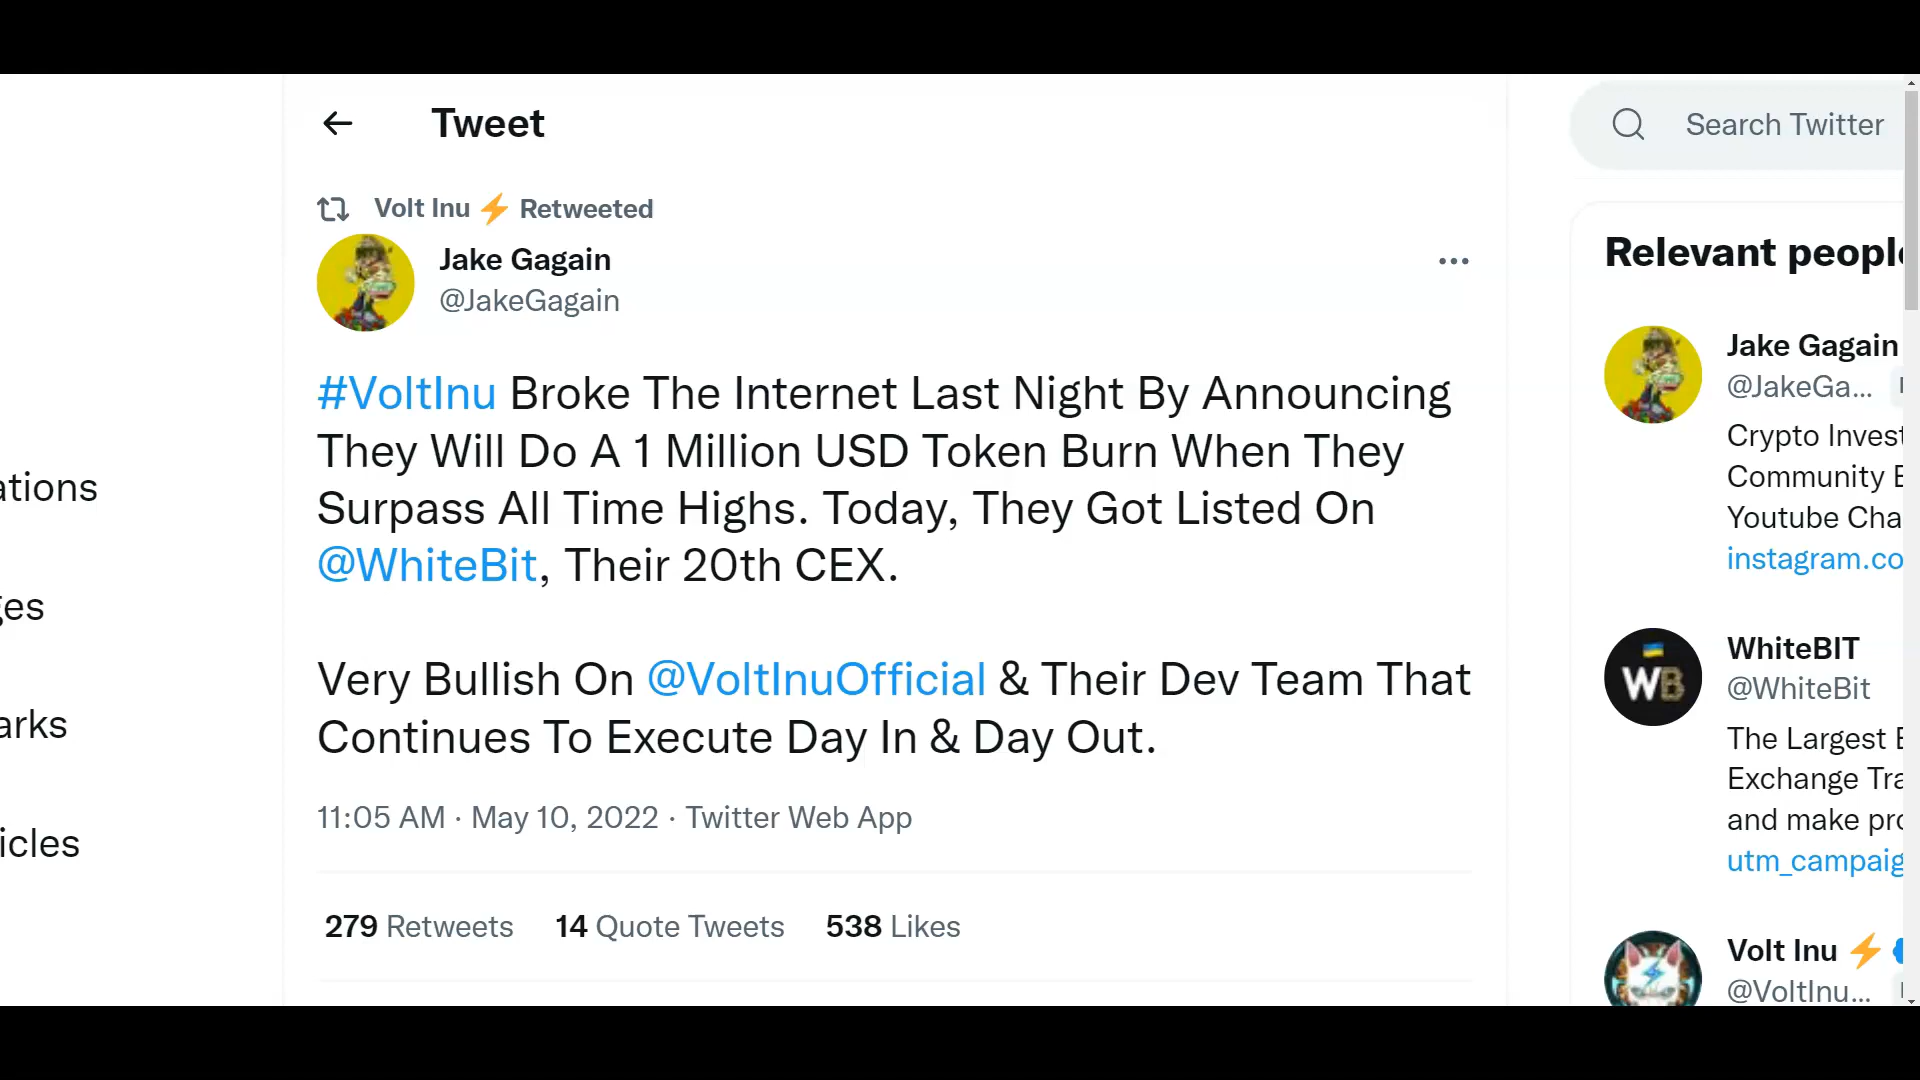 Tweet
Search Twitter
Volt Inu ⚡ Retweeted
Jake Gagain
@JakeGagain
#VoltInu Broke The Internet Last Night By Announcing
They Will Do A 1 Million USD Token Burn When They
Surpass All Time Highs. Today, They Got Listed On
@WhiteBit, Their 20th CEX.
Very Bullish On @VoltInuOfficial & Their Dev Team That
Continues To Execute Day In & Day Out.
11:05 AM · May 10, 2022 · Twitter Web App
279 Retweets 14 Quote Tweets 538 Likes
ations
ges
arks
icles
Relevant people
Jake Gagain
@JakeGa...
Crypto Invest
Community
Youtube Cha
instagram.co
WB
WhiteBIT
@WhiteBit
The Largest
Exchange Tra
and make pro
utm_campaig
Volt Inu ⚡
@VoltInu...